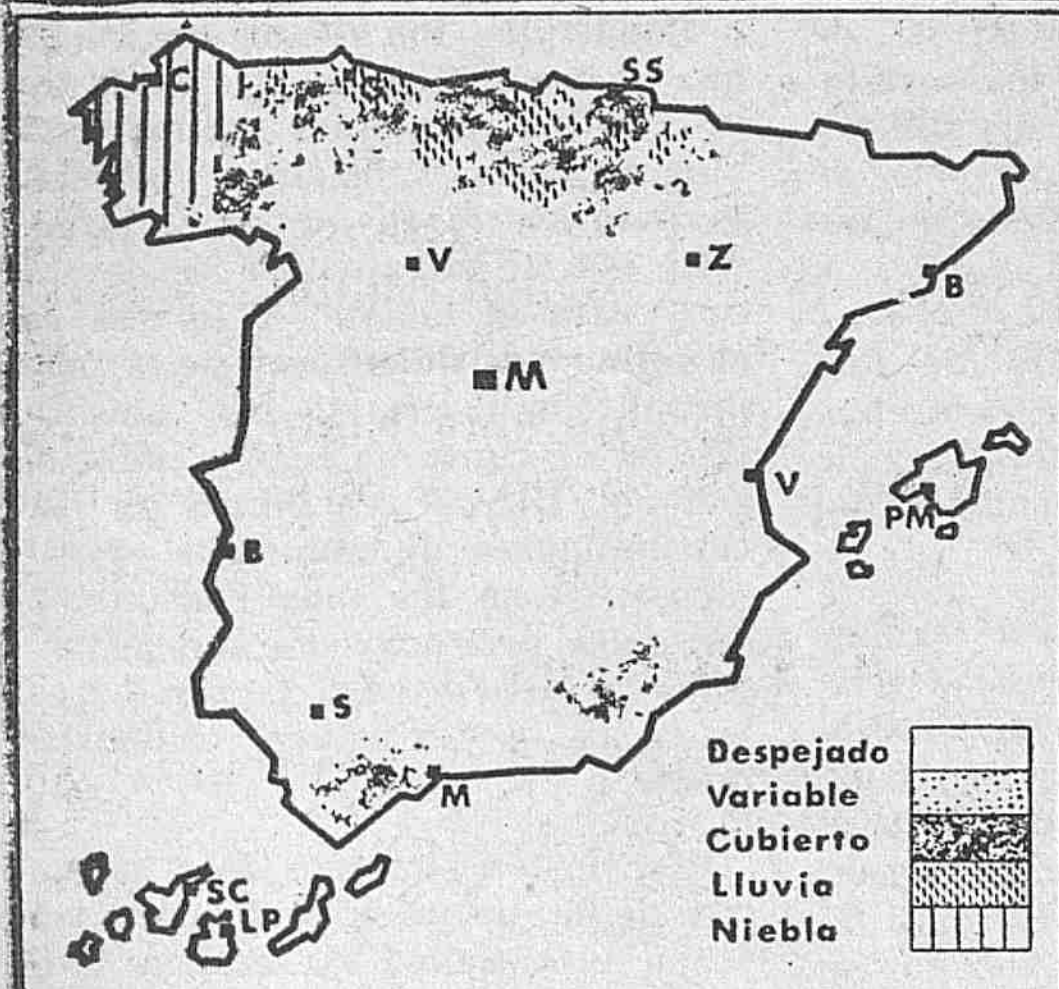 C
G
SS
V
Z
B
M
V
PM
B
S
M
SC
LP
Despejado
Variable
Cubierto
Lluvia
Niebla